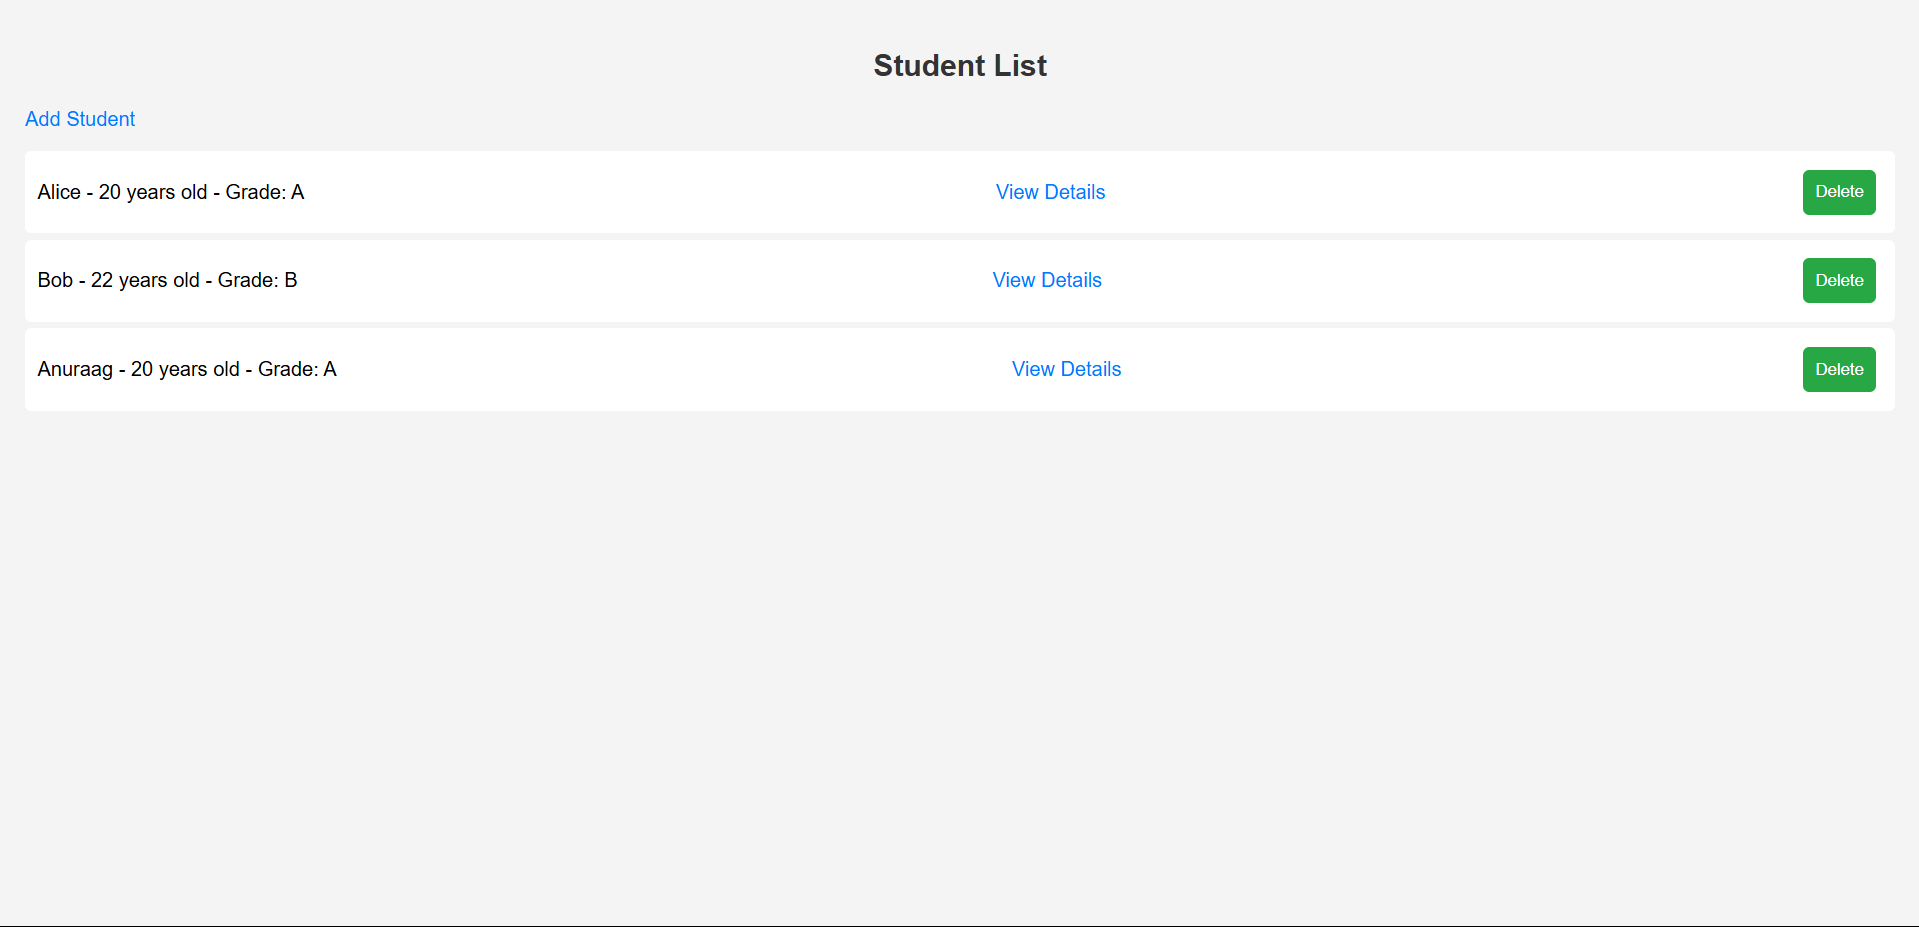 Student List
Add Student
Alice - 20 years old - Grade: A View Details Delete
Bob - 22 years old - Grade: B View Details Delete
Anuraag - 20 years old - Grade: A View Details Delete